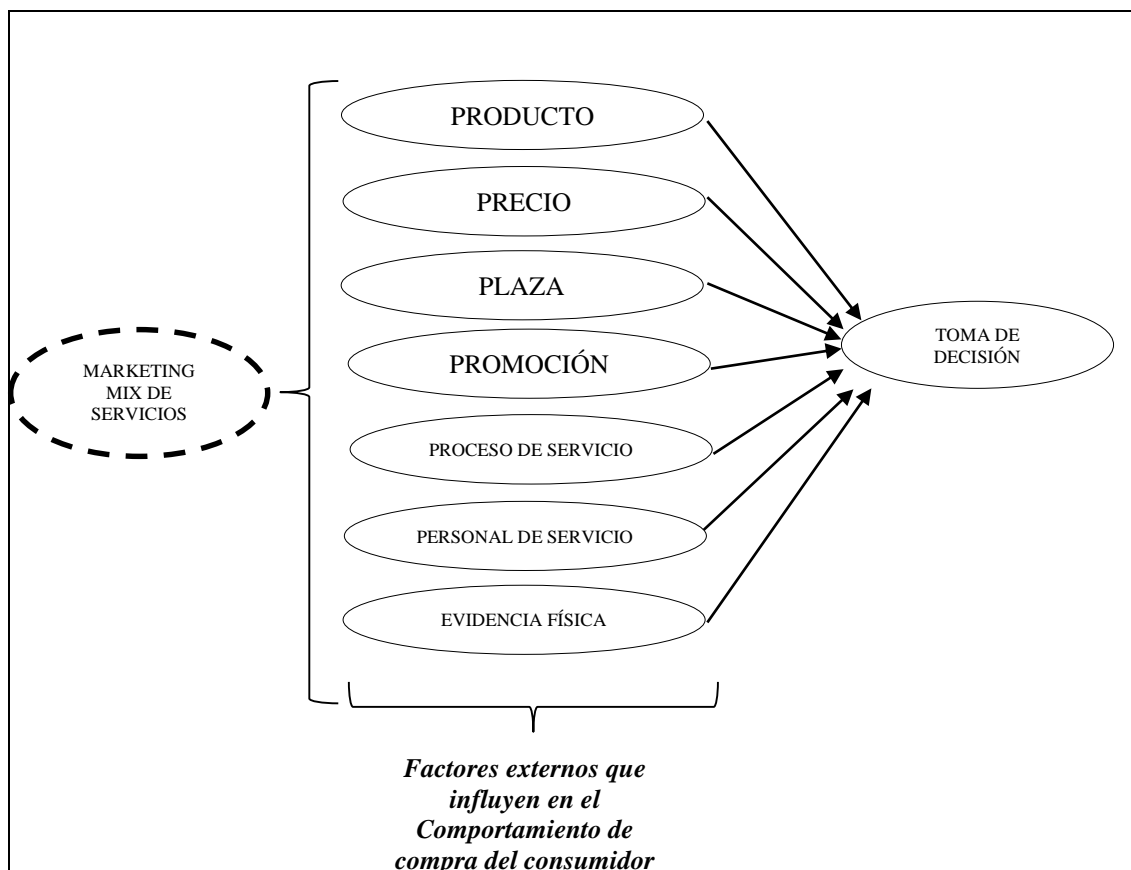 PRODUCTO
PRECIO
PLAZA
PROMOCIÓN
PROCESO DE SERVICIO
PERSONAL DE SERVICIO
EVIDENCIA FÍSICA
MARKETING
MIX DE
SERVICIOS
TOMA DE
DECISIÓN
Factores externos que
influyen en el
Comportamiento de
compra del consumidor